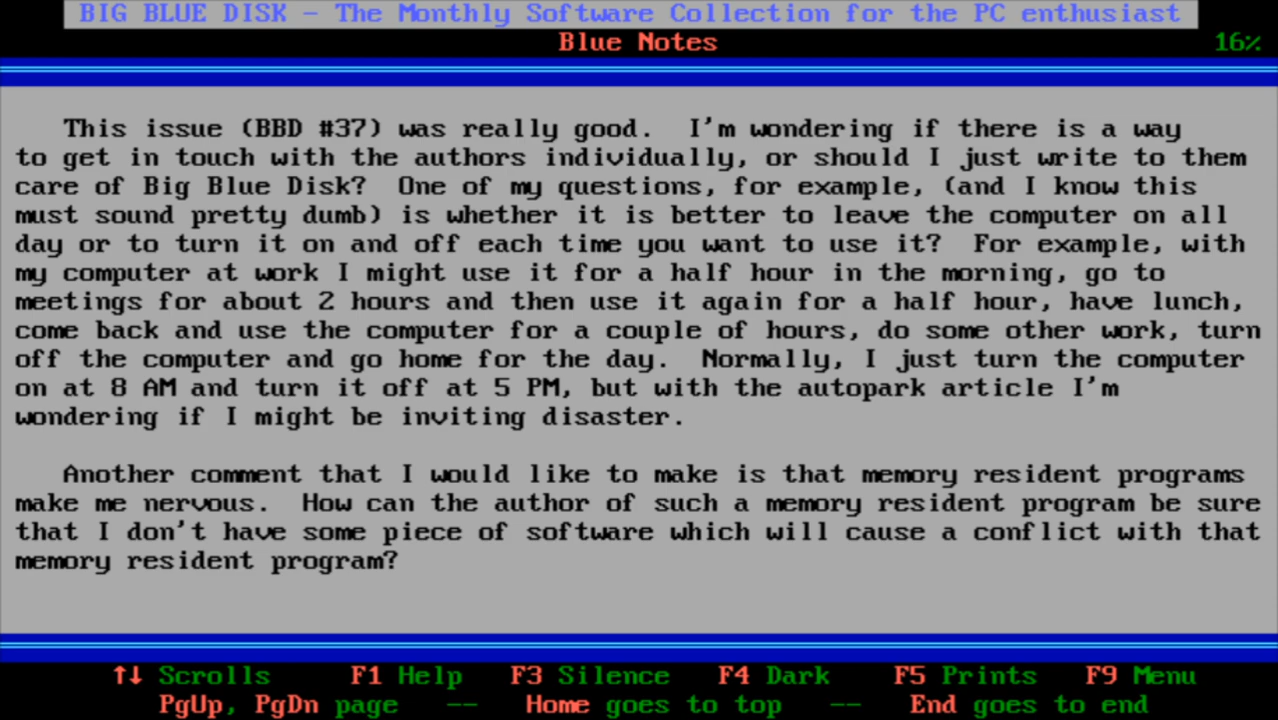 BIG BLUE DISK - The Monthly Software Collection for the PC enthusiast
Blue Notes 16%
This issue (BBD #37) was really good. I'm wondering if there is a way
to get in touch with the authors individually, or should I just write to them
care of Big Blue Disk? One of my questions, for example, (and I know this
must sound pretty dumb) is whether it is better to leave the computer on all
day or to turn it on and off each time you want to use it? For example, with
my computer at work I might use it for a half hour in the morning, go to
meetings for about 2 hours and then use it again for a half hour, have lunch,
come back and use the computer for a couple of hours, do some other work, turn
off the computer and go home for the day. Normally, I just turn the computer
on at 8 AM and turn it off at 5 PM, but with the autopark article I'm
wondering if I might be inviting disaster.
Another comment that I would like to make is that memory resident programs
make me nervous. How can the author of such a memory resident program be sure
that I don't have some piece of software which will cause a conflict with that
memory resident program?
↑↓ Scrolls F1 Help F3 Silence F4 Dark F5 Prints F9 Menu
PgUp, PgDn page -- Home goes to top -- End goes to end